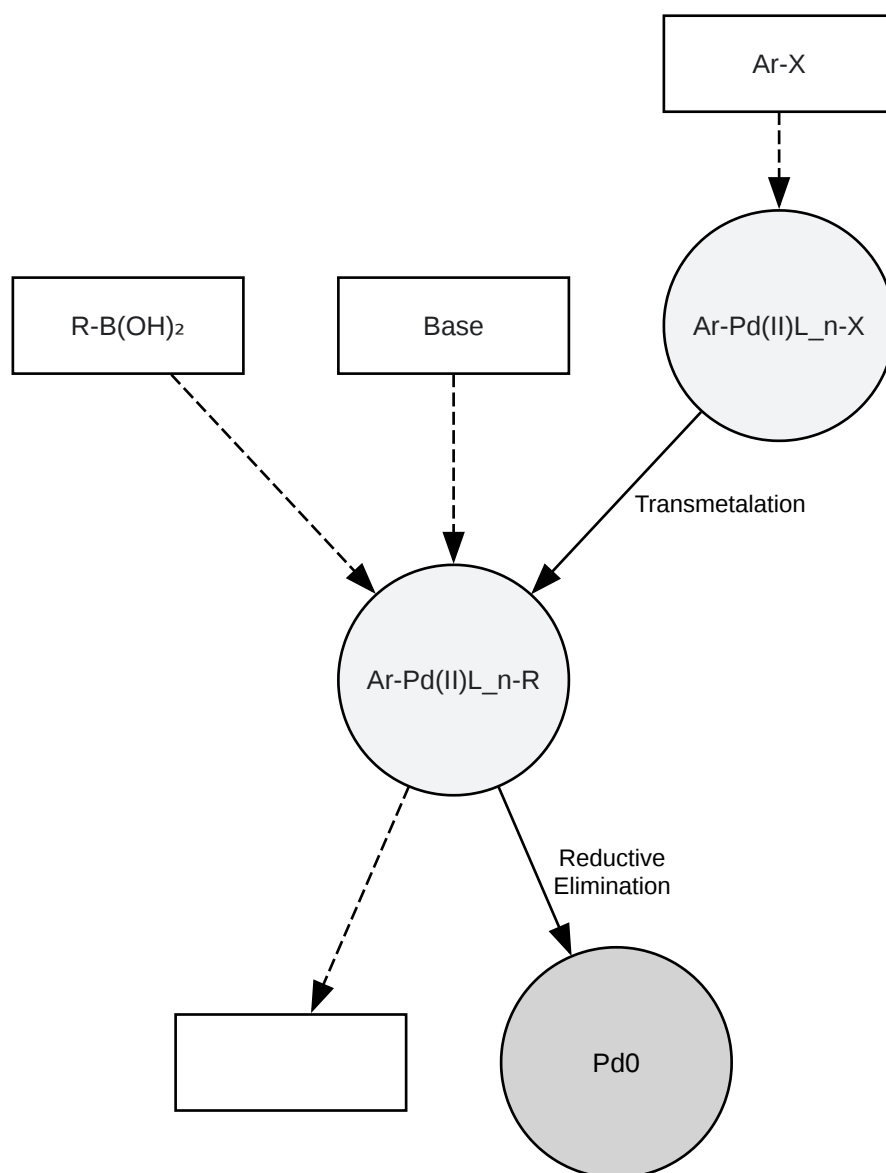 Ar-X
R-B(OH)₂
Base
Ar-Pd(II)L_n-X
Transmetalation
Ar-Pd(II)L_n-R
Reductive
Elimination
Pd0